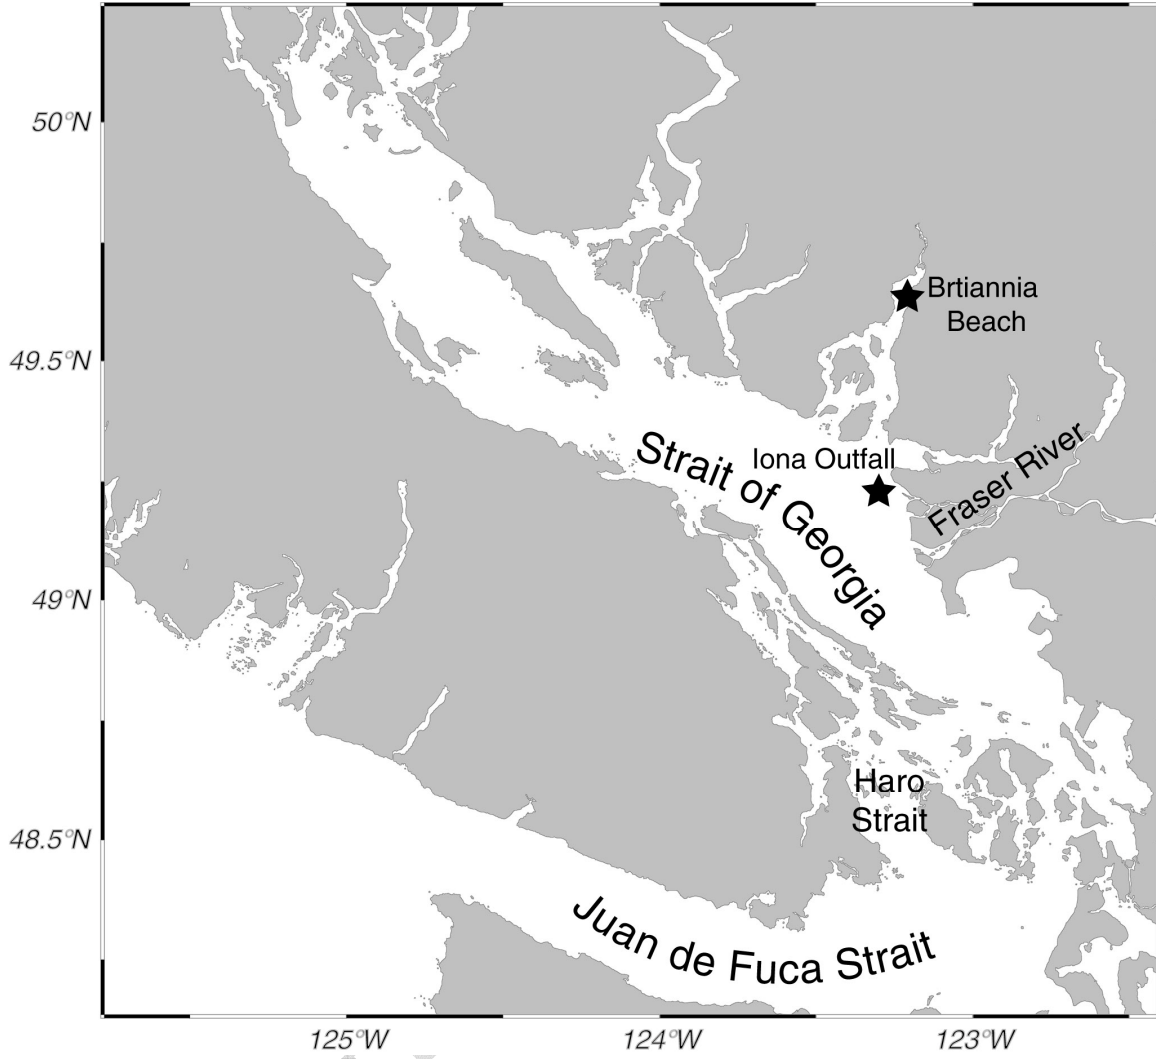 50°N
Brtiannia
Beach
49.5°N
Strait of Georgia
Iona Outfall
Fraser River
49°N
Haro
Strait
48.5°N
Juan de Fuca Strait
125°W
124°W
123°W